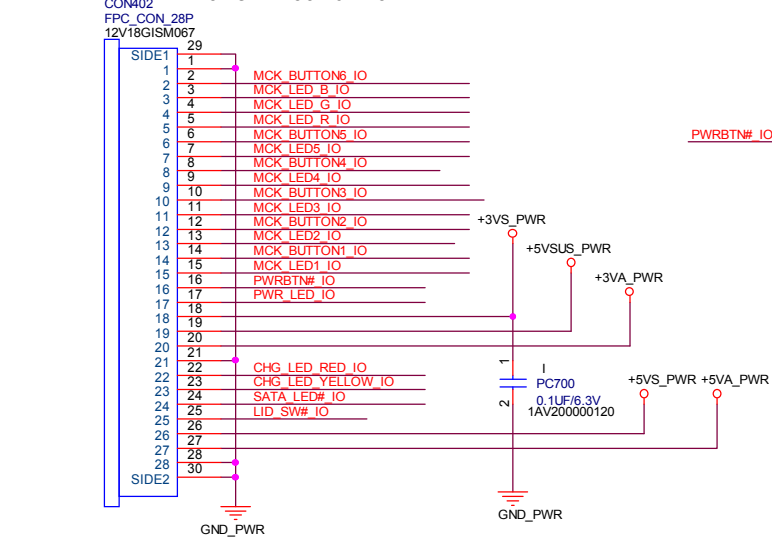 CON402
FPC_CON_28P
12V18GISM067
SIDE1 29
1 1
2 2 MCK_BUTTON6_IO
3 3 MCK_LED_B_IO
4 4 MCK_LED_G_IO
5 5 MCK_LED_R_IO
6 6 MCK_BUTTON5_IO
7 7 MCK_LED5_IO
8 8 MCK_BUTTON4_IO
9 9 MCK_LED4_IO
10 10 MCK_BUTTON3_IO
11 11 MCK_LED3_IO
12 12 MCK_BUTTON2_IO
13 13 MCK_LED2_IO
14 14 MCK_BUTTON1_IO
15 15 MCK_LED1_IO
16 16 PWRBTN#_IO
17 17 PWR_LED_IO
18 18
19 19
20 20
21 21
22 22 CHG_LED_RED_IO
23 23 CHG_LED_YELLOW_IO
24 24 SATA_LED#_IO
25 25 LID_SW#_IO
26 26
27 27
28 28
SIDE2 30
GND_PWR
PWRBTN#_IO
+3VS_PWR
+5VSUS_PWR
+3VA_PWR
1
I
PC700
0.1UF/6.3V
1AV200000120
2
GND_PWR
+5VS_PWR +5VA_PWR